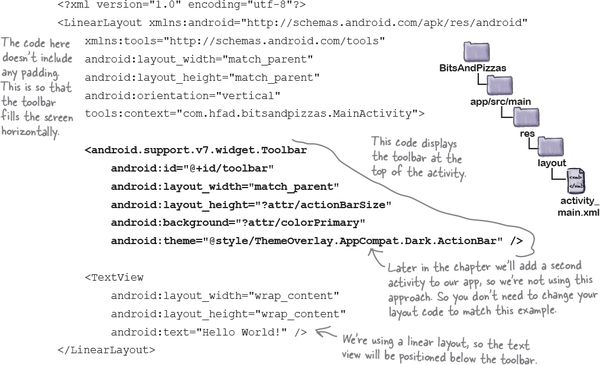 <?xml version="1.0" encoding="utf-8"?>
<LinearLayout xmlns:android="http://schemas.android.com/apk/res/android"
xmlns:tools="http://schemas.android.com/tools"
android:layout_width="match_parent"
android:layout_height="match_parent"
android:orientation="vertical"
tools:context="com.hfad.bitsandpizzas.MainActivity">
The code here
doesn't include
any padding.
This is so that
the toolbar
fills the screen
horizontally.
BitsAndPizzas
app/src/main
res
layout
<xml>
</xml>
activity_
main.xml
This code displays
the toolbar at the
top of the activity.
<android.support.v7.widget.Toolbar
android:id="@+id/toolbar"
android:layout_width="match_parent"
android:layout_height="?attr/actionBarSize"
android:background="?attr/colorPrimary"
android:theme="@style/ThemeOverlay.AppCompat.Dark.ActionBar" />
Later in the chapter we'll add a second
activity to our app, so we're not using this
approach. So you don't need to change your
layout code to match this example.
<TextView
android:layout_width="wrap_content"
android:layout_height="wrap_content"
android:text="Hello World!" />
We're using a linear layout, so the text
view will be positioned below the toolbar.
</LinearLayout>